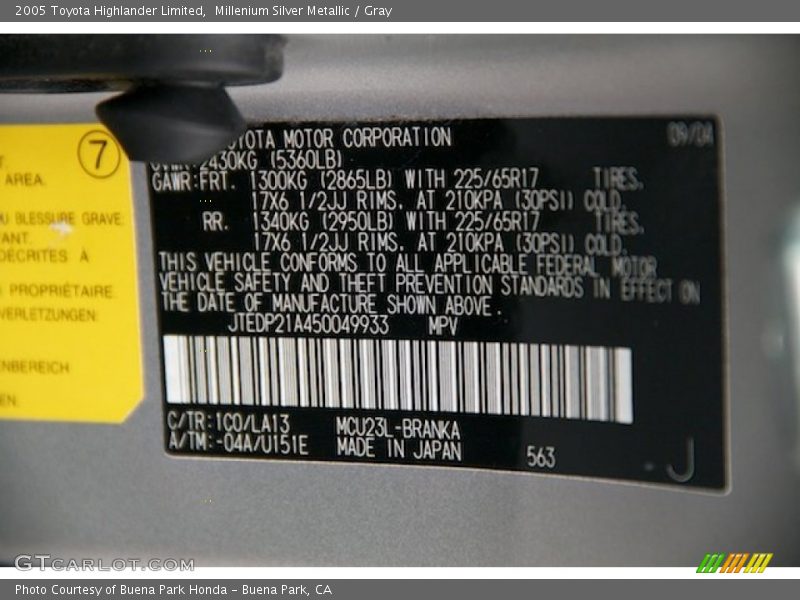 2005 Toyota Highlander Limited, Millenium Silver Metallic / Gray
7
AREA.
BLESSURE GRAVE.
DÉCRITES À
PROPRIÉTAIRE.
VERLETZUNGEN:
TOYOTA MOTOR CORPORATION 09/04
GVWR:2430KG (5360LB)
GAWR:FRT. 1300KG (2865LB) WITH 225/65R17 TIRES.
17X6 1/2JJ RIMS. AT 210KPA (30PSI) COLD.
RR. 1340KG (2950LB) WITH 225/65R17 TIRES.
17X6 1/2JJ RIMS. AT 210KPA (30PSI) COLD.
THIS VEHICLE CONFORMS TO ALL APPLICABLE FEDERAL MOTOR
VEHICLE SAFETY AND THEFT PREVENTION STANDARDS IN EFFECT ON
THE DATE OF MANUFACTURE SHOWN ABOVE.
JTEDP21A450049933 MPV
C/TR:1C0/LA13 MCU23L-BRANKA
A/TM:-04A/U151E MADE IN JAPAN 563 J
GTCARLOT.COM
Photo Courtesy of Buena Park Honda - Buena Park, CA